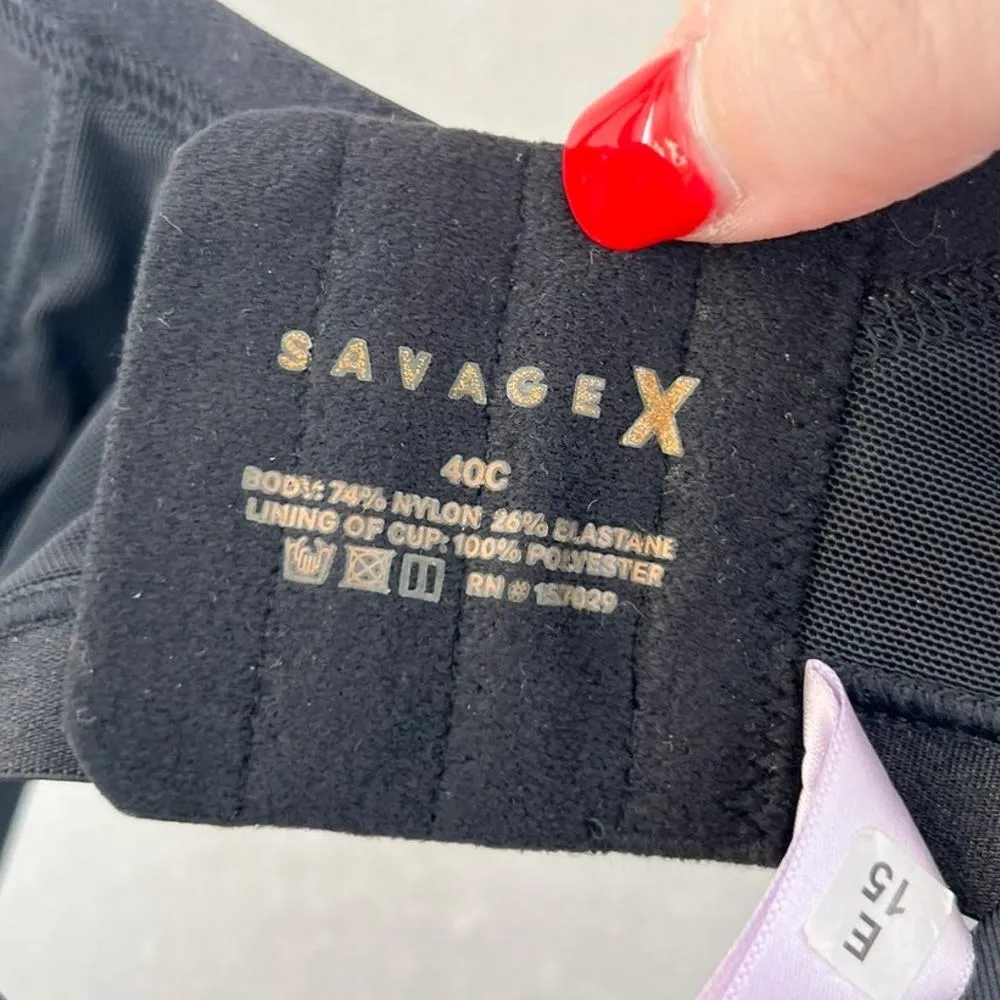 SAVAGE X
40C
BODY: 74% NYLON 26% ELASTANE
LINING OF CUP: 100% POLYESTER
RN # 157829
E
15